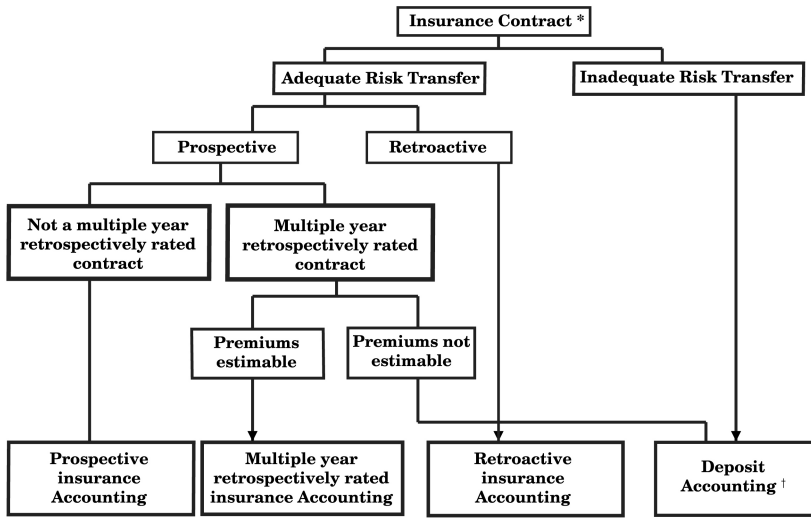 Insurance Contract *
Adequate Risk Transfer
Inadequate Risk Transfer
Prospective
Retroactive
Not a multiple year
retrospectively rated
contract
Multiple year
retrospectively rated
contract
Premiums
estimable
Premiums not
estimable
Prospective
insurance
Accounting
Multiple year
retrospectively rated
insurance Accounting
Retroactive
insurance
Accounting
Deposit
Accounting †